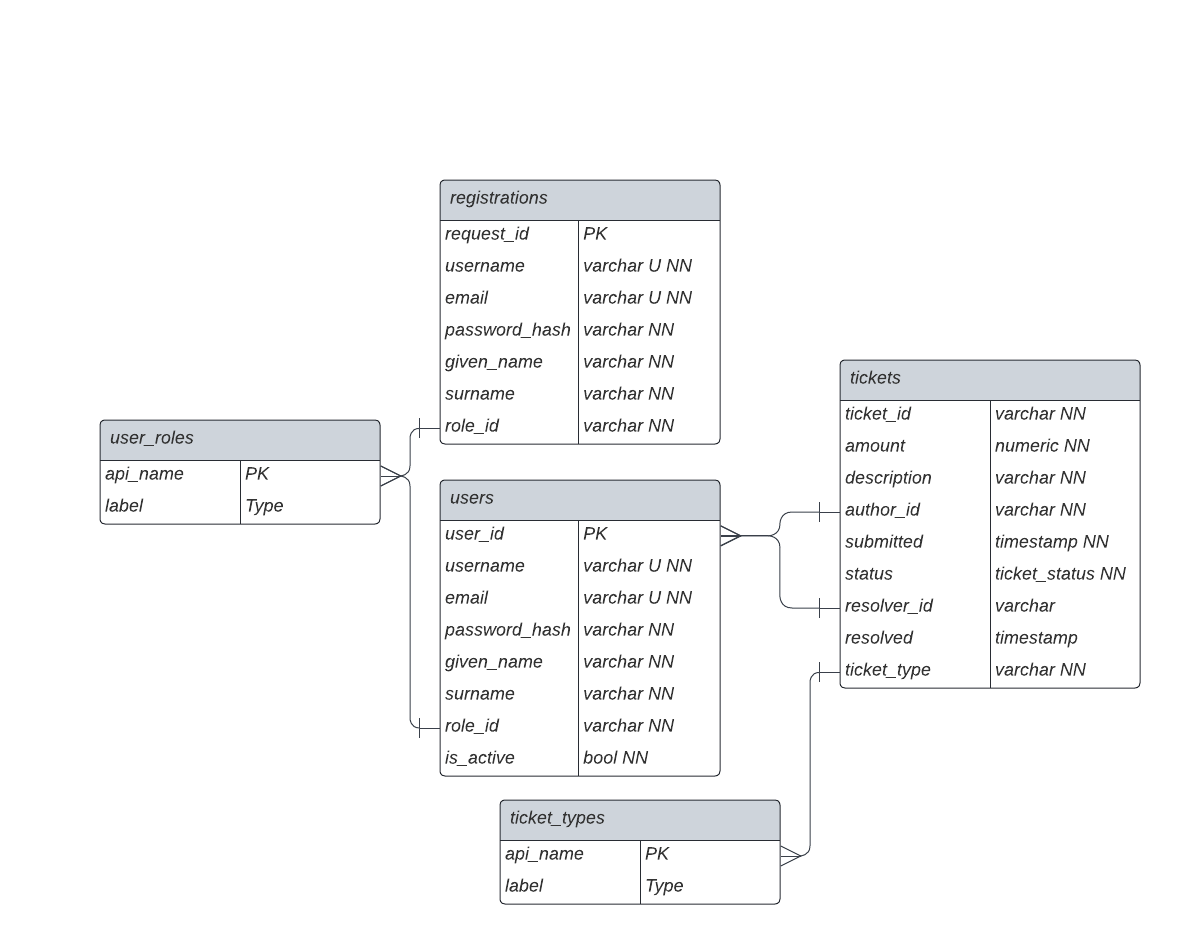 registrations
request_id PK
username varchar U NN
email varchar U NN
password_hash varchar NN
given_name varchar NN
surname varchar NN
role_id varchar NN
user_roles
api_name PK
label Type
users
user_id PK
username varchar U NN
email varchar U NN
password_hash varchar NN
given_name varchar NN
surname varchar NN
role_id varchar NN
is_active bool NN
tickets
ticket_id varchar NN
amount numeric NN
description varchar NN
author_id varchar NN
submitted timestamp NN
status ticket_status NN
resolver_id varchar
resolved timestamp
ticket_type varchar NN
ticket_types
api_name PK
label Type